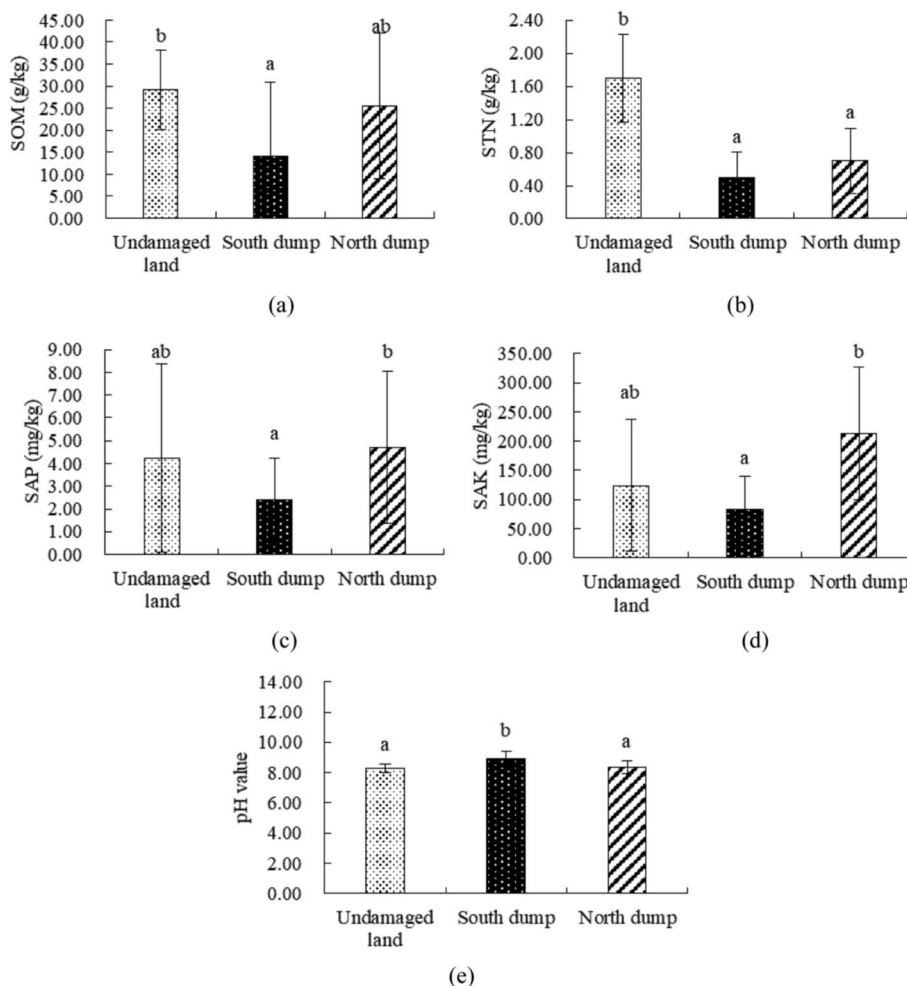 SOM (g/kg)
45.00
40.00
35.00
30.00
25.00
20.00
15.00
10.00
5.00
0.00
b
a
ab
Undamaged
land
South dump
North dump
(a)
STN (g/kg)
2.40
2.00
1.60
1.20
0.80
0.40
0.00
b
a
a
Undamaged
land
South dump
North dump
(b)
SAP (mg/kg)
9.00
8.00
7.00
6.00
5.00
4.00
3.00
2.00
1.00
0.00
ab
a
b
Undamaged
land
South dump
North dump
(c)
SAK (mg/kg)
350.00
300.00
250.00
200.00
150.00
100.00
50.00
0.00
ab
a
b
Undamaged
land
South dump
North dump
(d)
pH value
14.00
12.00
10.00
8.00
6.00
4.00
2.00
0.00
a
b
a
Undamaged
land
South dump
North dump
(e)